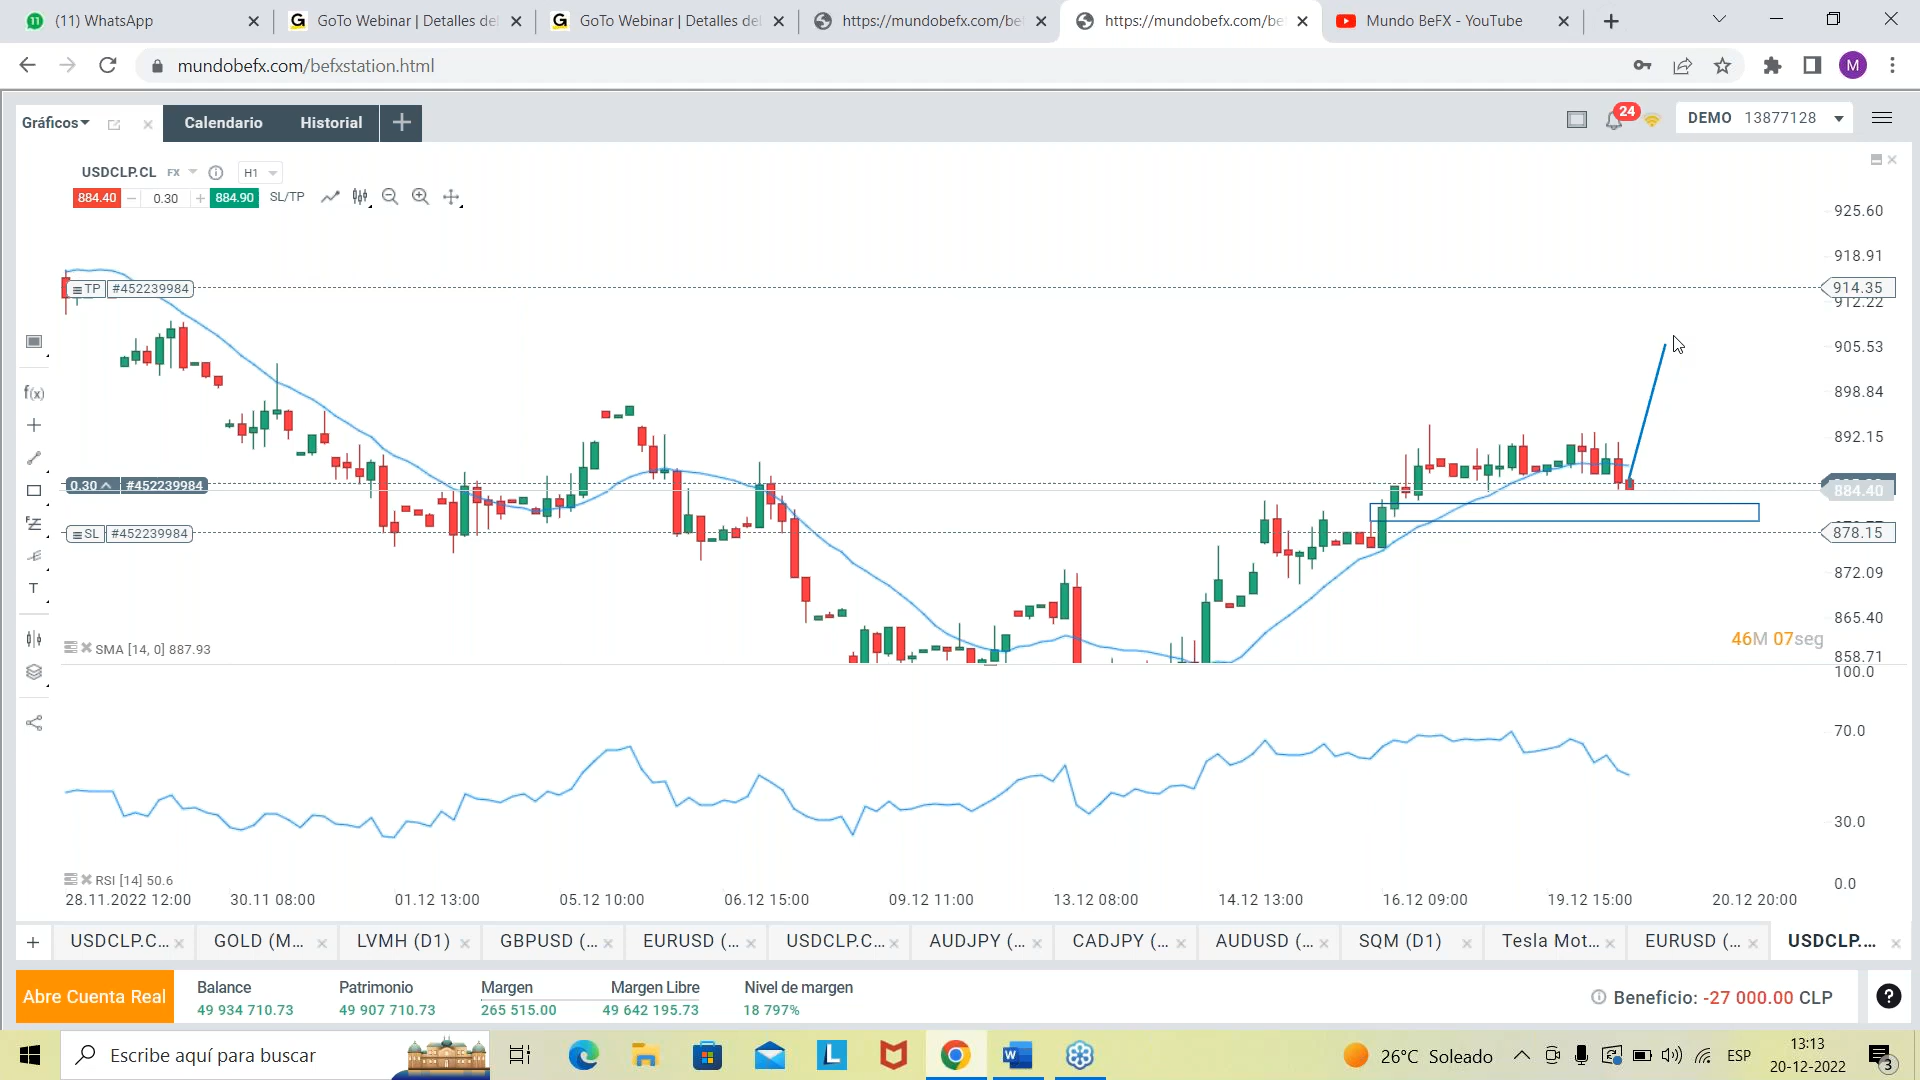 (11) WhatsApp
GoTo Webinar | Detalles del
GoTo Webinar | Detalles del
https://mundobefx.com/be
https://mundobefx.com/be
Mundo BeFX - YouTube
mundobefx.com/befxstation.html
M
Gráficos
Calendario
Historial
24
DEMO 13877128
USDCLP.CL FX
H1
884.40
0.30
884.90
SL/TP
925.60
918.91
914.35
912.22
905.53
898.84
892.15
884.40
878.15
872.09
865.40
858.71
TP #452239984
0.30 #452239984
SL #452239984
f(x)
T
SMA [14, 0] 887.93
46M 07seg
100.0
70.0
30.0
0.0
RSI [14] 50.6
28.11.2022 12:00
30.11 08:00
01.12 13:00
05.12 10:00
06.12 15:00
09.12 11:00
13.12 08:00
14.12 13:00
16.12 09:00
19.12 15:00
20.12 20:00
USDCLP.C...
GOLD (M...
LVMH (D1)
GBPUSD (...
EURUSD (...
USDCLP.C...
AUDJPY (...
CADJPY (...
AUDUSD (...
SQM (D1)
Tesla Mot...
EURUSD (...
USDCLP....
Abre Cuenta Real
Balance
49 934 710.73
Patrimonio
49 907 710.73
Margen
265 515.00
Margen Libre
49 642 195.73
Nivel de margen
18 797%
Beneficio: -27 000.00 CLP
Escribe aquí para buscar
26°C Soleado
ESP
13:13
20-12-2022
3